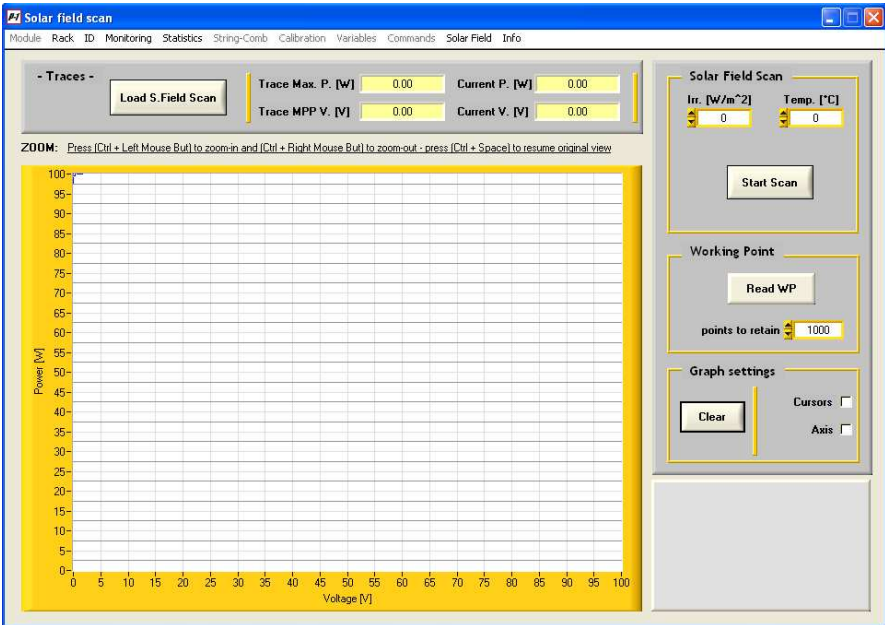 Solar field scan
Module Rack ID Monitoring Statistics String-Comb Calibration Variables Commands Solar Field Info
- Traces -
Load S.Field Scan
Trace Max. P. [W] 0.00 Current P. [W] 0.00
Trace MPP V. [V] 0.00 Current V. [V] 0.00
ZOOM: Press (Ctrl + Left Mouse But) to zoom-in and (Ctrl + Right Mouse But) to zoom-out - press (Ctrl + Space) to resume original view
100
95
90
85
80
75
70
65
60
55
50
45
40
35
30
25
20
15
10
5
0
Power [W]
0 5 10 15 20 25 30 35 40 45 50 55 60 65 70 75 80 85 90 95 100
Voltage [V]
Solar Field Scan
Irr. [W/m^2] Temp. [°C]
0 0
Start Scan
Working Point
Read WP
points to retain 1000
Graph settings
Clear
Cursors
Axis